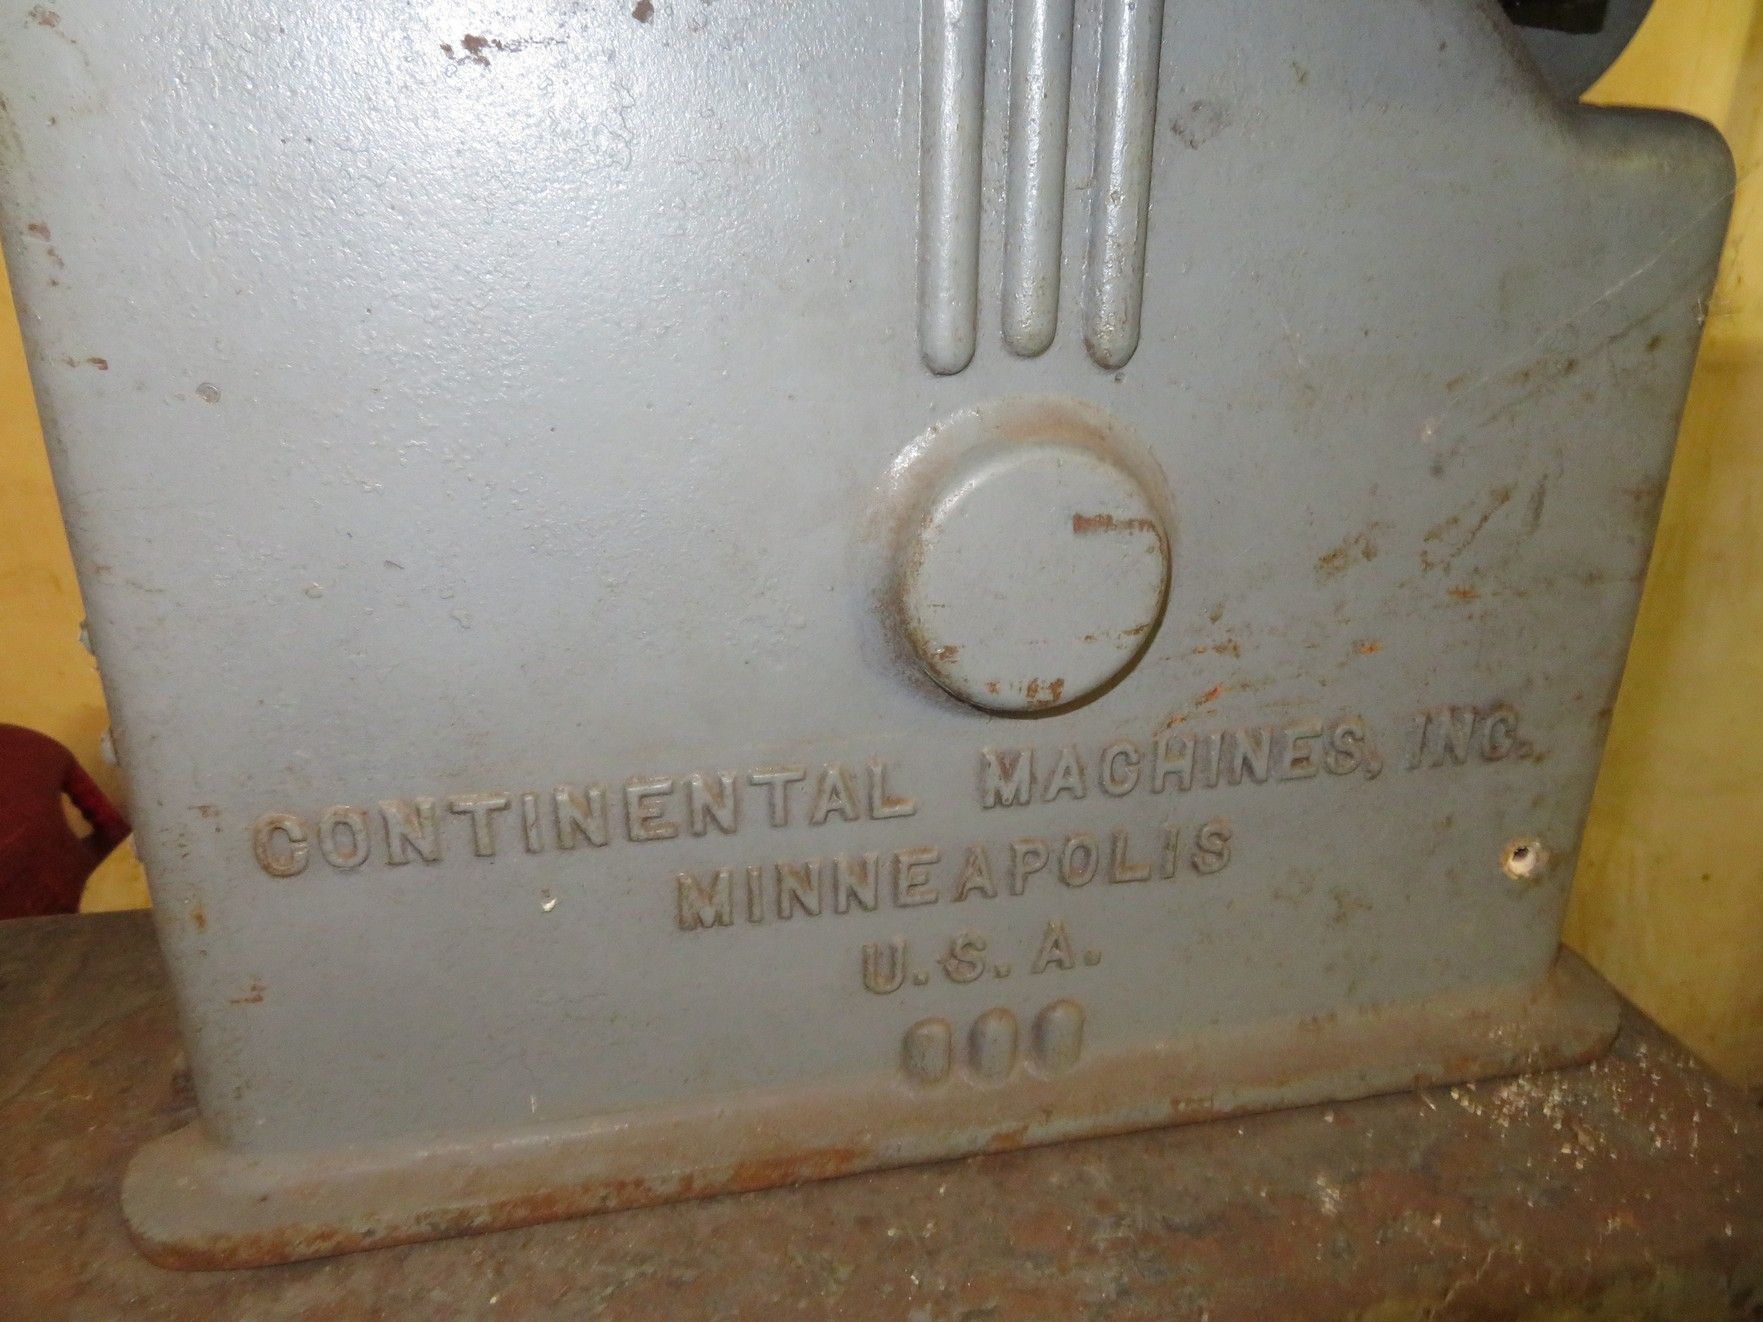 CONTINENTAL MACHINES, INC.
MINNEAPOLIS
U.S.A.